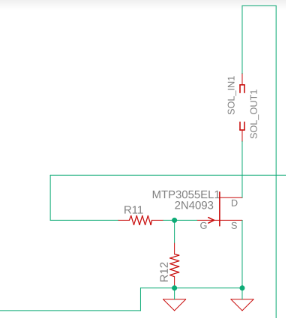 SOL_IN1
SOL_OUT1
MTP3055EL1
2N4093
R11
D
G
S
R12